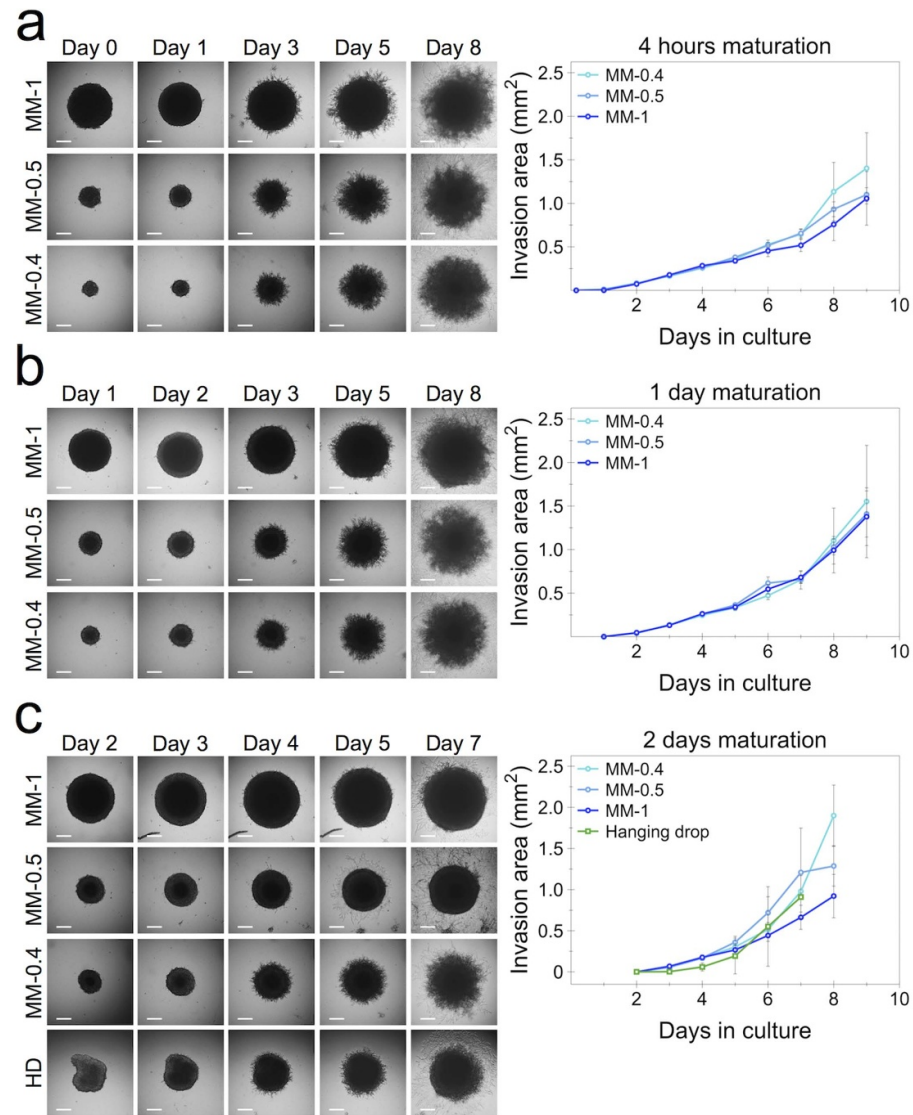 a
Day 0 Day 1 Day 3 Day 5 Day 8
MM-1
MM-0.5
MM-0.4
4 hours maturation
MM-0.4
MM-0.5
MM-1
Invasion area (mm²)
2.5
2.0
1.5
1.0
0.5
2 4 6 8 10
Days in culture
b
Day 1 Day 2 Day 3 Day 5 Day 8
MM-1
MM-0.5
MM-0.4
1 day maturation
MM-0.4
MM-0.5
MM-1
Invasion area (mm²)
2.5
2.0
1.5
1.0
0.5
2 4 6 8 10
Days in culture
c
Day 2 Day 3 Day 4 Day 5 Day 7
MM-1
MM-0.5
MM-0.4
HD
2 days maturation
MM-0.4
MM-0.5
MM-1
Hanging drop
Invasion area (mm²)
2.5
2.0
1.5
1.0
0.5
0
2 4 6 8 10
Days in culture